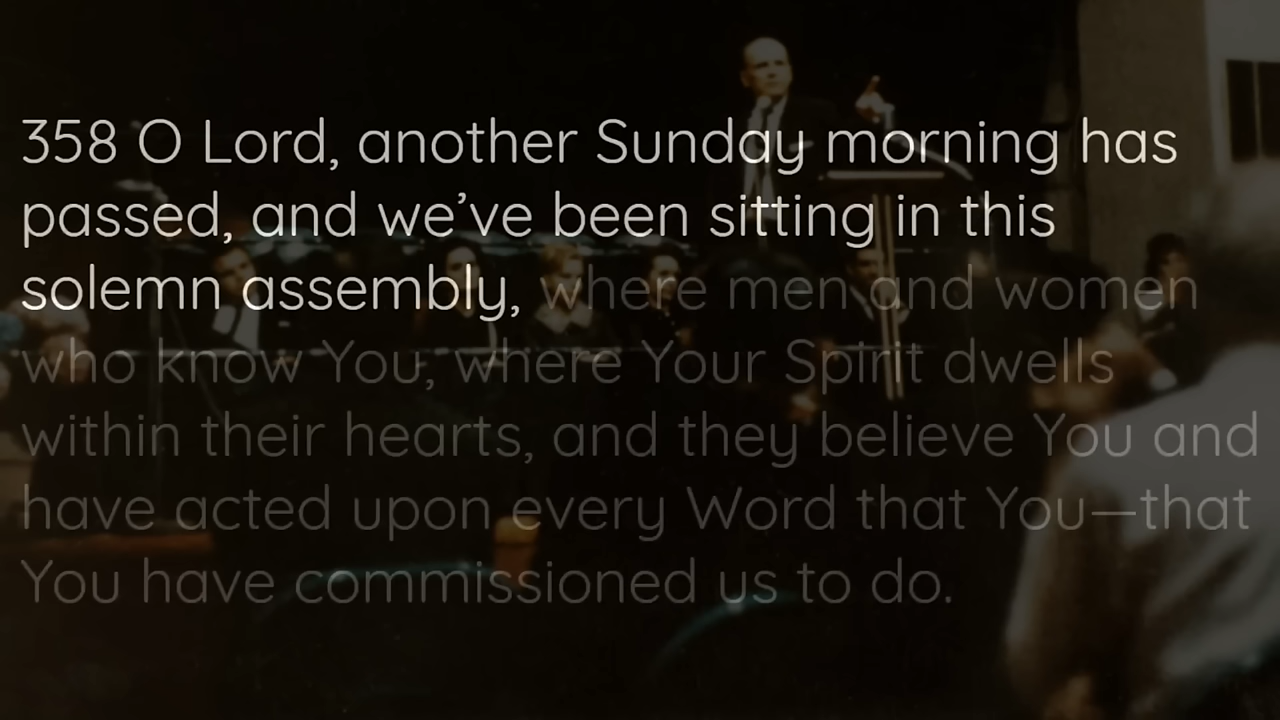 358 O Lord, another Sunday morning has
passed, and we’ve been sitting in this
solemn assembly, where men and women
who know You, where Your Spirit dwells
within their hearts, and they believe You and
have acted upon every Word that You—that
You have commissioned us to do.